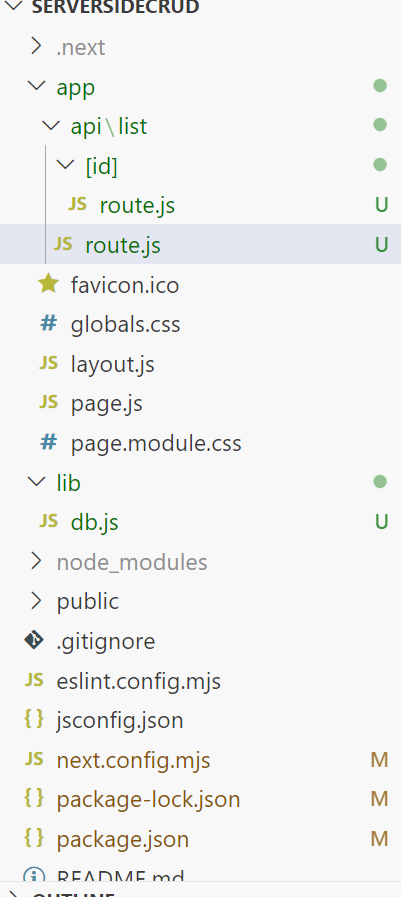 SERVERSIDECRUD
.next
app
api\list
[id]
JS route.js U
JS route.js U
favicon.ico
# globals.css
JS layout.js
JS page.js
# page.module.css
lib
JS db.js U
node_modules
public
.gitignore
JS eslint.config.mjs
{} jsconfig.json
JS next.config.mjs M
{} package-lock.json M
{} package.json M
README.md
OUTLINE